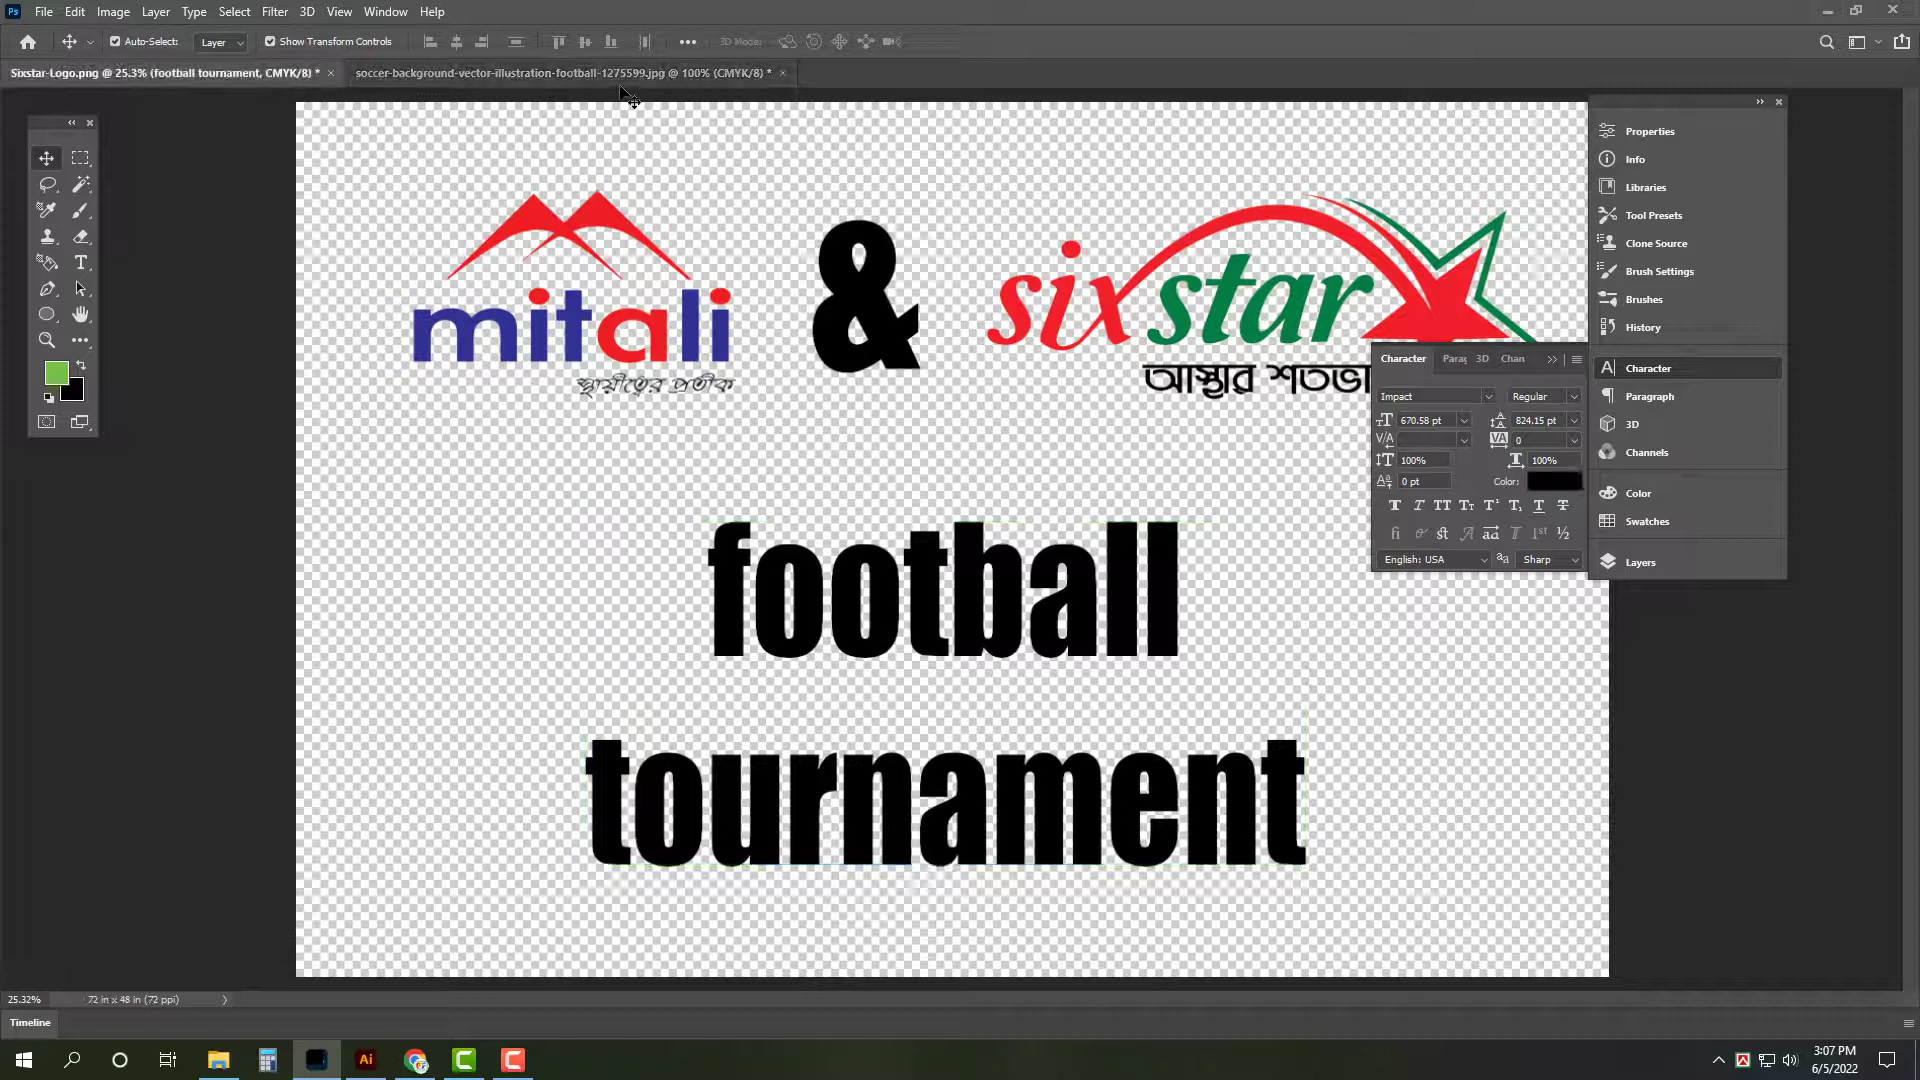 Ps File Edit Image Layer Type Select Filter 3D View Window Help
Auto-Select: Layer Show Transform Controls 3D Mode:
Sixstar-Logo.png @ 25.3% (football tournament, CMYK/8) * × soccer-background-vector-illustration-football-1275599.jpg @ 100% (CMYK/8) * ×
Properties
Info
Libraries
Tool Presets
Clone Source
Brush Settings
Brushes
History
Character
Paragraph
3D
Channels
Color
Swatches
Layers
mitali
স্থায়ীত্বের প্রতীক
&
sixstar
আস্থার শতভা
Character Parag 3D Chan
Impact Regular
670.58 pt 824.15 pt
0
100% 100%
0 pt Color:
English: USA aa Sharp
football
tournament
25.32% 72 in x 48 in (72 ppi)
Timeline
Ai
3:07 PM
6/5/2022